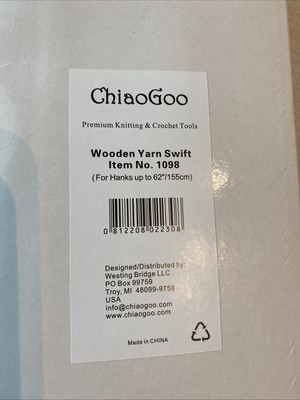 ChiaoGoo
Premium Knitting & Crochet Tools
Wooden Yarn Swift
Item No. 1098
(For Hanks up to 62"/155cm)
0 812208 022308
Designed/Distributed by:
Westing Bridge LLC
PO Box 99759
Troy, MI  48099-9759
USA
info@chiaogoo.com
www.chiaogoo.com
Made in CHINA